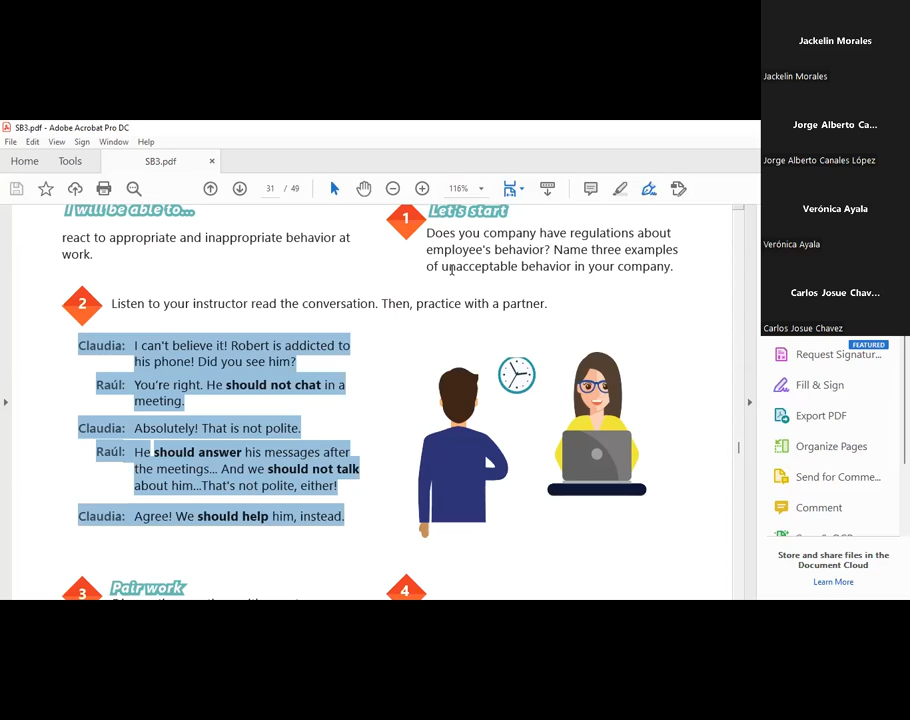 Jackelin Morales
Jackelin Morales
Jorge Alberto Ca...
Jorge Alberto Canales López
Verónica Ayala
Verónica Ayala
Carlos Josue Chav...
Carlos Josue Chavez
SB3.pdf - Adobe Acrobat Pro DC
File Edit View Sign Window Help
Home Tools SB3.pdf ×
31 / 49 116%
I will be able to...
react to appropriate and inappropriate behavior at
work.
1 Let's start
Does you company have regulations about
employee's behavior? Name three examples
of unacceptable behavior in your company.
2 Listen to your instructor read the conversation. Then, practice with a partner.
Claudia: I can't believe it! Robert is addicted to
his phone! Did you see him?
Raúl: You're right. He should not chat in a
meeting.
Claudia: Absolutely! That is not polite.
Raúl: He should answer his messages after
the meetings... And we should not talk
about him...That's not polite, either!
Claudia: Agree! We should help him, instead.
3 Pair work
4
FEATURED
Request Signatur...
Fill & Sign
Export PDF
Organize Pages
Send for Comme...
Comment
Store and share files in the
Document Cloud
Learn More